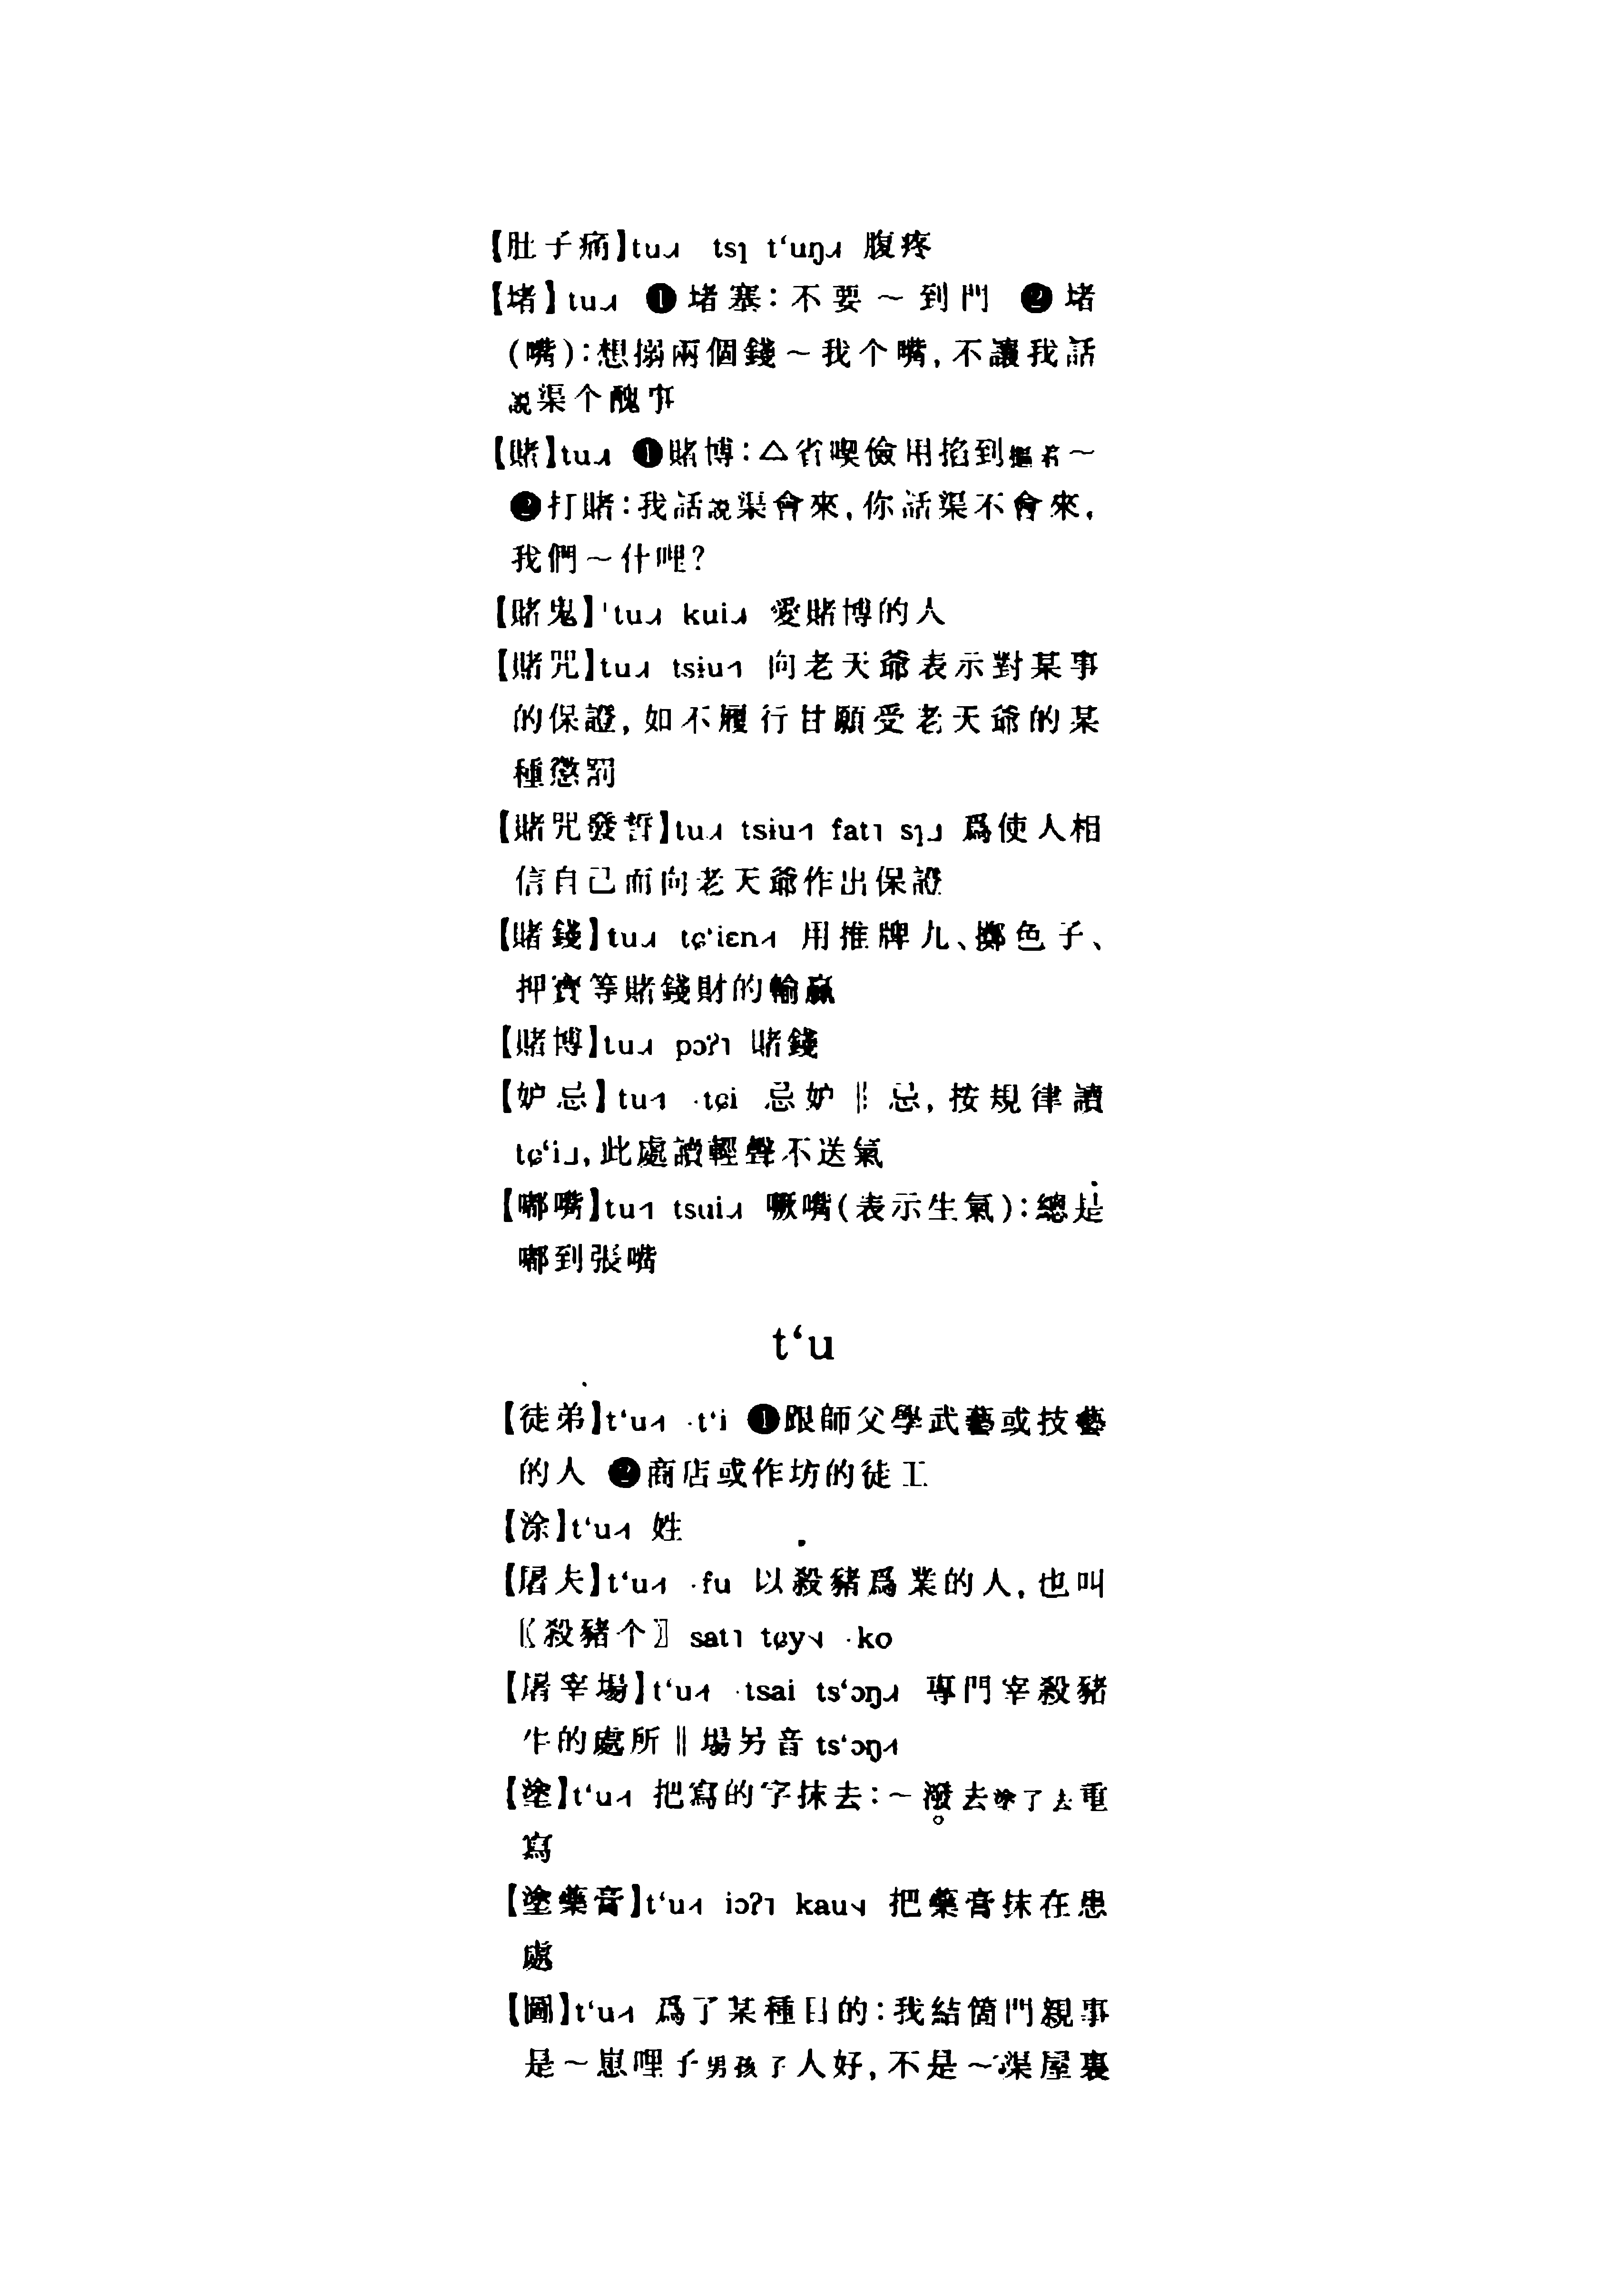 【肚子痛】tu˨˩˧ tsɿ t‘uŋ˨˩˧ 腹疼
【堵】tu˨˩˧ ❶堵塞：不要～到門 ❷堵
(嘴)：想搦兩個錢～我个嘴，不讓我話
說渠个醜事
【賭】tu˨˩˧ ❶賭博：△省喫儉用掐到～
❷打賭：我話說渠會來，你話渠不會來，
我們～什哩？
【賭鬼】tu˨˩˧ kui˨˩˧ 愛賭博的人
【賭咒】tu˨˩˧ tsɨu˧˥ 向老天爺表示對某事
的保證，如不履行甘願受老天爺的某
種懲罰
【賭咒發誓】tu˨˩˧ tsɨu˧˥ fat˥ sɿ˩ 爲使人相
信自己而向老天爺作出保證
【賭錢】tu˨˩˧ tɕ‘iɛn˧˥ 用推牌九、擲色子、
押寶等賭錢財的輸贏
【賭博】tu˨˩˧ pɔʔ˥ 賭錢
【妒忌】tu˧˥ ·tɕi 忌妒‖忌，按規律讀
tɕ‘i˩，此處讀輕聲不送氣
【嘟嘴】tu˧˥ tsui˨˩˧ 噘嘴(表示生氣)：總是
嘟到張嘴
t‘u
【徒弟】t‘u˧˥ ·t‘i ❶跟師父學武藝或技藝
的人 ❷商店或作坊的徒工
【涂】t‘u˧˥ 姓
【屠夫】t‘u˧˥ ·fu 以殺豬爲業的人，也叫
〖殺豬个〗sat˥ tɕy˦˨ ·ko
【屠宰場】t‘u˧˥ ·tsai ts‘ɔŋ˨˩˧ 專門宰殺豬
牛的處所‖場另音 ts‘ɔŋ˧˥
【塗】t‘u˧˥ 把寫的字抹去：～潑去塗了去重
寫
【塗藥膏】t‘u˧˥ iɔʔ˥ kau˦˨ 把藥膏抹在患
處
【圖】t‘u˧˥ 爲了某種目的：我結箇門親事
是～崽哩子男孩子人好，不是～渠屋裏